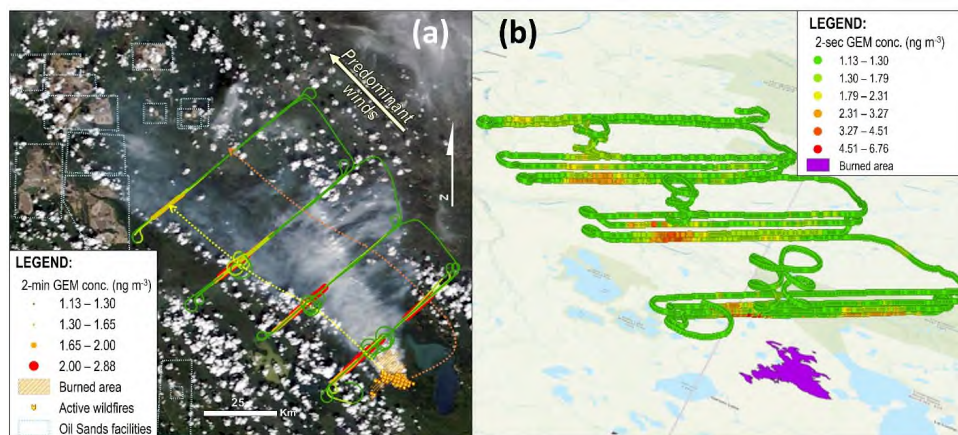 (a)
Predominant
winds
N
LEGEND:
2-min GEM conc. (ng m⁻³)
1.13 – 1.30
1.30 – 1.65
1.65 – 2.00
2.00 – 2.88
Burned area
Active wildfires
Oil Sands facilities
25
Km
(b)
LEGEND:
2-sec GEM conc. (ng m⁻³)
1.13 – 1.30
1.30 – 1.79
1.79 – 2.31
2.31 – 3.27
3.27 – 4.51
4.51 – 6.76
Burned area